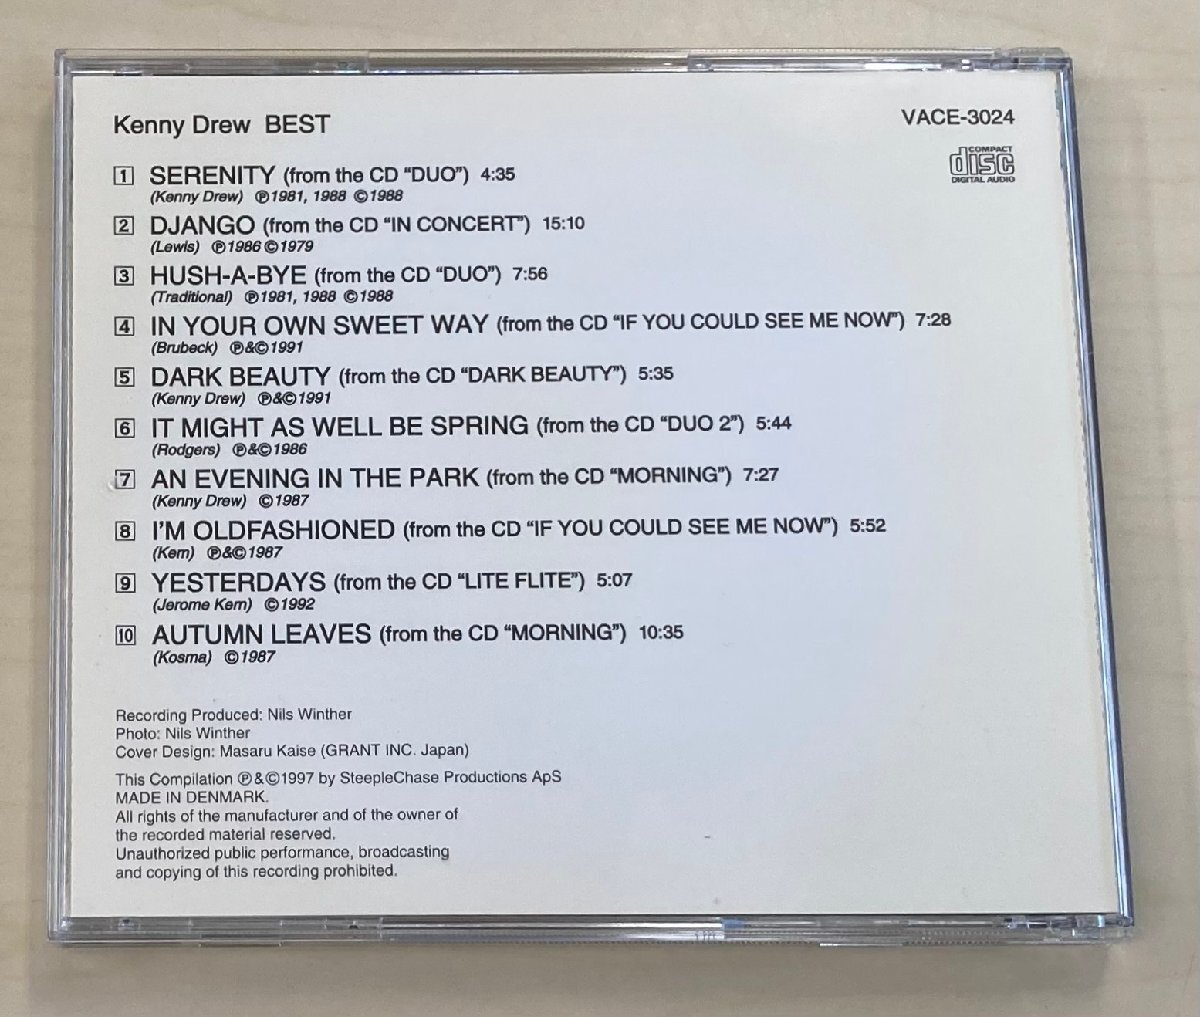 Kenny Drew BEST
VACE-3024
COMPACT
disc
DIGITAL AUDIO
1 SERENITY (from the CD “DUO”) 4:35
(Kenny Drew) Ⓟ1981, 1988 ©1988
2 DJANGO (from the CD “IN CONCERT”) 15:10
(Lewis) Ⓟ1986 ©1979
3 HUSH-A-BYE (from the CD “DUO”) 7:56
(Traditional) Ⓟ1981, 1988 ©1988
4 IN YOUR OWN SWEET WAY (from the CD “IF YOU COULD SEE ME NOW”) 7:28
(Brubeck) Ⓟ&©1991
5 DARK BEAUTY (from the CD “DARK BEAUTY”) 5:35
(Kenny Drew) Ⓟ&©1991
6 IT MIGHT AS WELL BE SPRING (from the CD “DUO 2”) 5:44
(Rodgers) Ⓟ&©1986
7 AN EVENING IN THE PARK (from the CD “MORNING”) 7:27
(Kenny Drew) ©1987
8 I’M OLDFASHIONED (from the CD “IF YOU COULD SEE ME NOW”) 5:52
(Kern) Ⓟ&©1987
9 YESTERDAYS (from the CD “LITE FLITE”) 5:07
(Jerome Kern) ©1992
10 AUTUMN LEAVES (from the CD “MORNING”) 10:35
(Kosma) ©1987
Recording Produced: Nils Winther
Photo: Nils Winther
Cover Design: Masaru Kaise (GRANT INC. Japan)
This Compilation Ⓟ&©1997 by SteepleChase Productions ApS
MADE IN DENMARK.
All rights of the manufacturer and of the owner of
the recorded material reserved.
Unauthorized public performance, broadcasting
and copying of this recording prohibited.